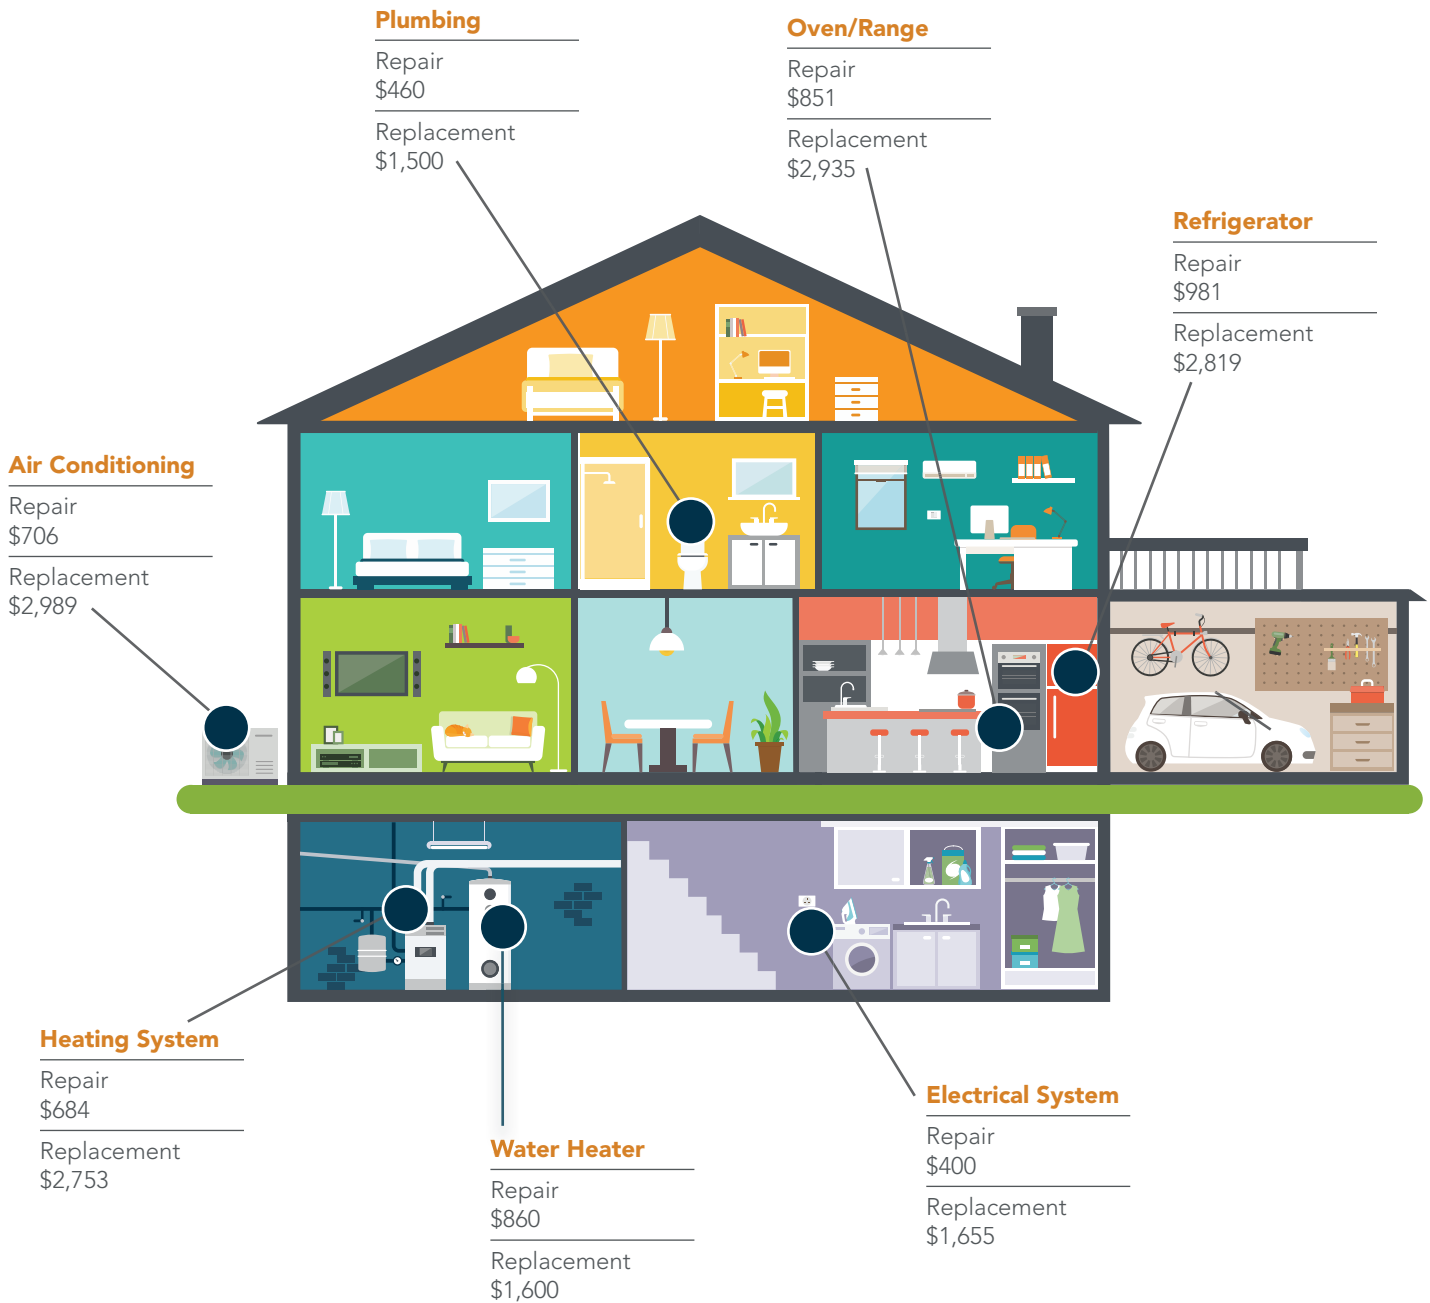 Plumbing
Repair
$460
Replacement
$1,500
Oven/Range
Repair
$851
Replacement
$2,935
Refrigerator
Repair
$981
Replacement
$2,819
Air Conditioning
Repair
$706
Replacement
$2,989
Heating System
Repair
$684
Replacement
$2,753
Water Heater
Repair
$860
Replacement
$1,600
Electrical System
Repair
$400
Replacement
$1,655